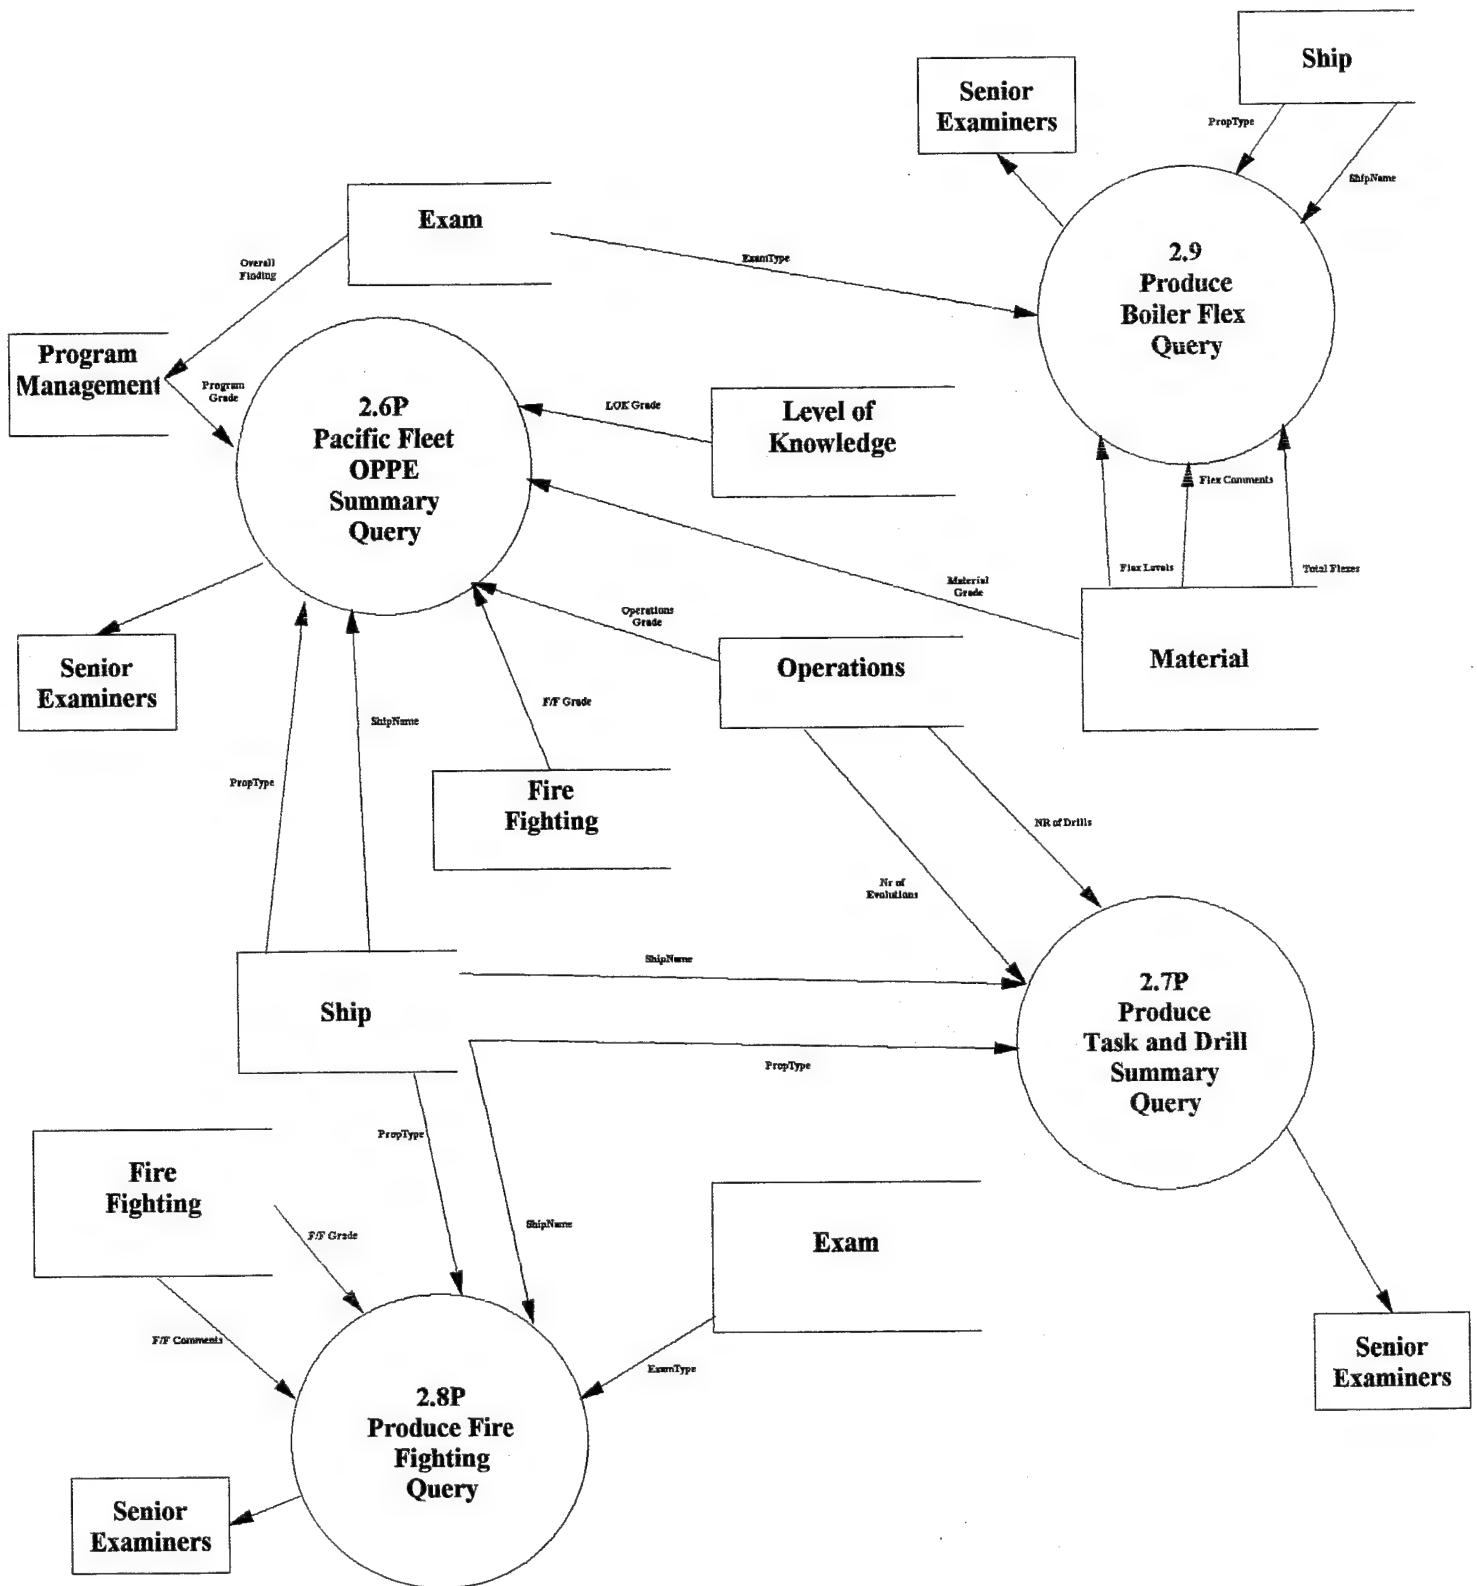 Ship
Senior
Examiners
PropType
ShipName
Exam
2.9
Produce
Boiler Flex
Query
ExamType
Overall
Finding
Program
Management
Program
Grade
2.6P
Pacific Fleet
OPPE
Summary
Query
LOK Grade
Level of
Knowledge
Flex Comments
Flex Levels
Total Flexes
Material
Grade
Material
Operations
Grade
Operations
Senior
Examiners
F/F Grade
ShipName
PropType
Fire
Fighting
NR of Drills
Nr of
Evolutions
ShipName
Ship
2.7P
Produce
Task and Drill
Summary
Query
PropType
PropType
Fire
Fighting
F/F Grade
ShipName
Exam
F/F Comments
ExamType
Senior
Examiners
2.8P
Produce Fire
Fighting
Query
Senior
Examiners